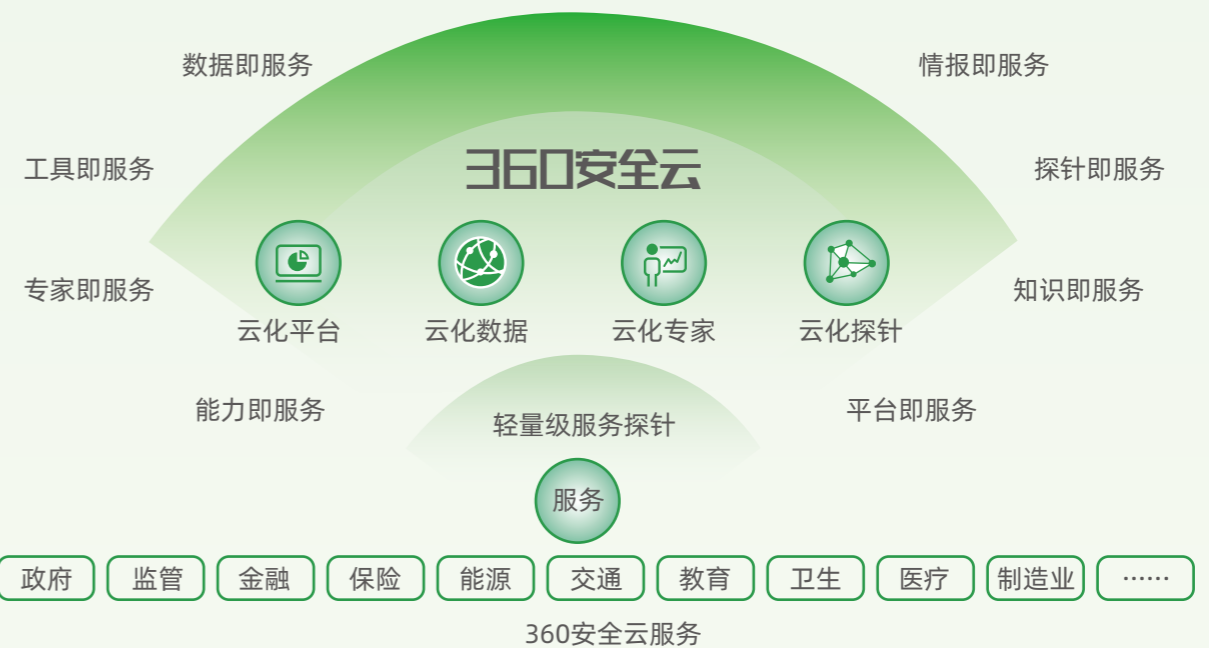 数据即服务
情报即服务
360安全云
工具即服务
探针即服务
专家即服务
知识即服务
云化平台
云化数据
云化专家
云化探针
能力即服务
平台即服务
轻量级服务探针
服务
政府
监管
金融
保险
能源
交通
教育
卫生
医疗
制造业
......
360安全云服务